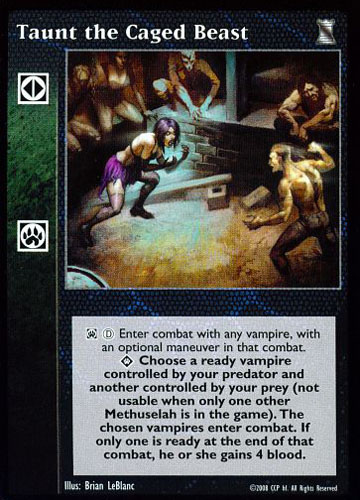 Taunt the Caged Beast
Ⓓ Enter combat with any vampire, with
an optional maneuver in that combat.
Choose a ready vampire
controlled by your predator and
another controlled by your prey (not
usable when only one other
Methuselah is in the game). The
chosen vampires enter combat. If
only one is ready at the end of that
combat, he or she gains 4 blood.
Illus: Brian LeBlanc
©2008 CCP hf. All Rights Reserved